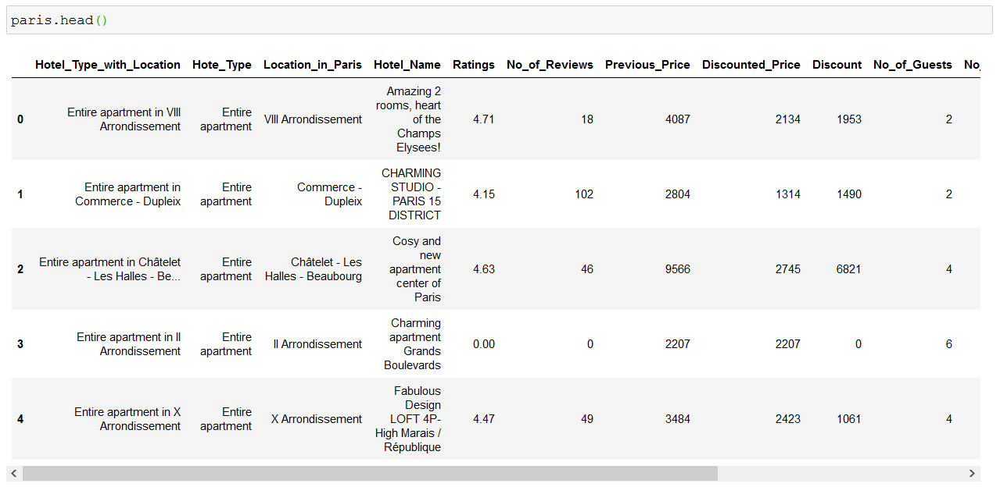 paris.head()
Hotel_Type_with_Location Hote_Type Location_in_Paris Hotel_Name Ratings No_of_Reviews Previous_Price Discounted_Price Discount No_of_Guests No_
0 Entire apartment in VIII Arrondissement Entire apartment VIII Arrondissement Amazing 2 rooms, heart of the Champs Elysees! 4.71 18 4087 2134 1953 2
1 Entire apartment in Commerce - Dupleix Entire apartment Commerce - Dupleix CHARMING STUDIO - PARIS 15 DISTRICT 4.15 102 2804 1314 1490 2
2 Entire apartment in Châtelet - Les Halles - Be... Entire apartment Châtelet - Les Halles - Beaubourg Cosy and new apartment center of Paris 4.63 46 9566 2745 6821 4
3 Entire apartment in II Arrondissement Entire apartment II Arrondissement Charming apartment Grands Boulevards 0.00 0 2207 2207 0 6
4 Entire apartment in X Arrondissement Entire apartment X Arrondissement Fabulous Design LOFT 4P- High Marais / République 4.47 49 3484 2423 1061 4